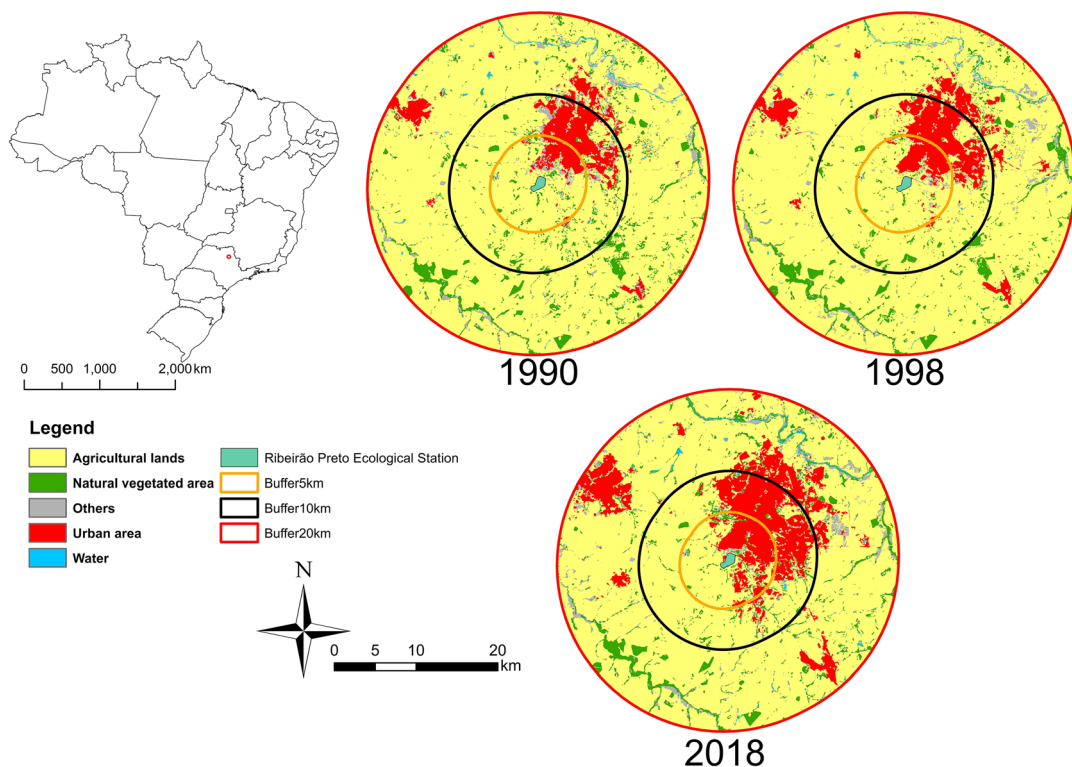 1990
1998
0 500 1,000 2,000 km
Legend
Agricultural lands
Natural vegetated area
Others
Urban area
Water
Ribeirão Preto Ecological Station
Buffer5km
Buffer10km
Buffer20km
N
0 5 10 20
km
2018